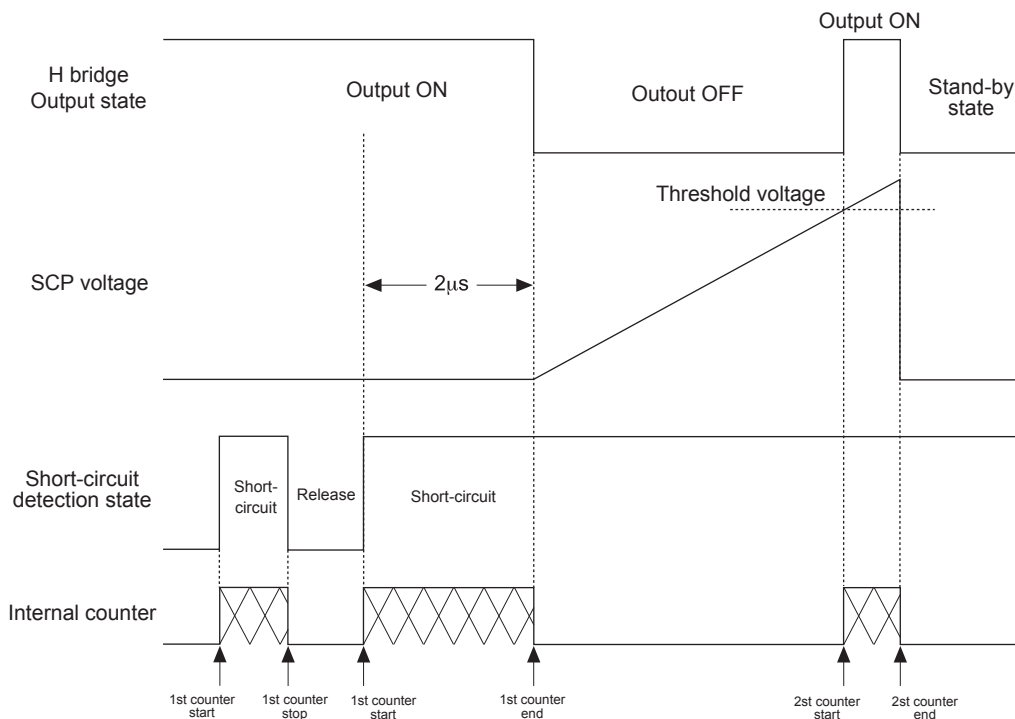 Output ON
H bridge
Output state
Output ON
Outout OFF
Stand-by
state
Threshold voltage
SCP voltage
2μs
Short-circuit
detection state
Short-
circuit
Release
Short-circuit
Internal counter
1st counter
start
1st counter
stop
1st counter
start
1st counter
end
2st counter
start
2st counter
end